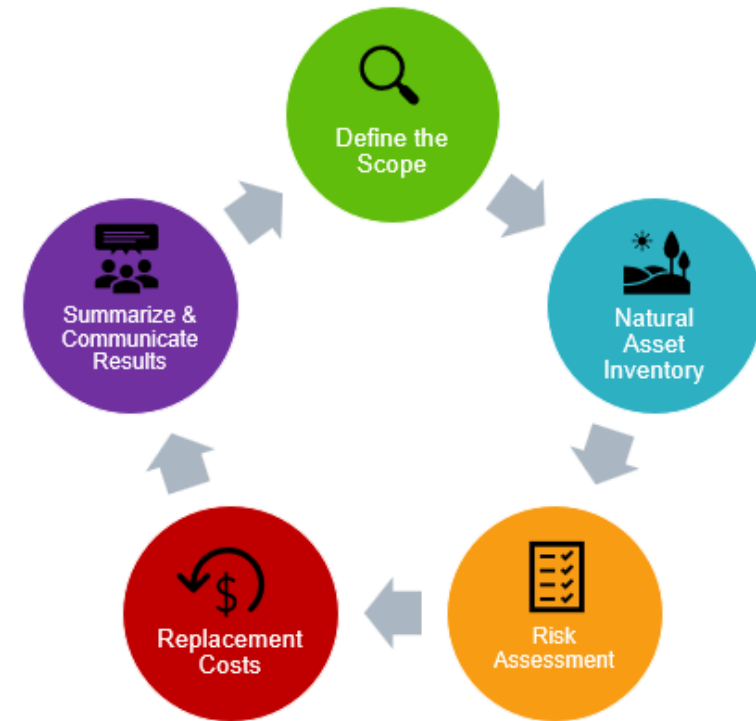 Define the
Scope
Natural
Asset
Inventory
Risk
Assessment
$
Replacement
Costs
Summarize &
Communicate
Results